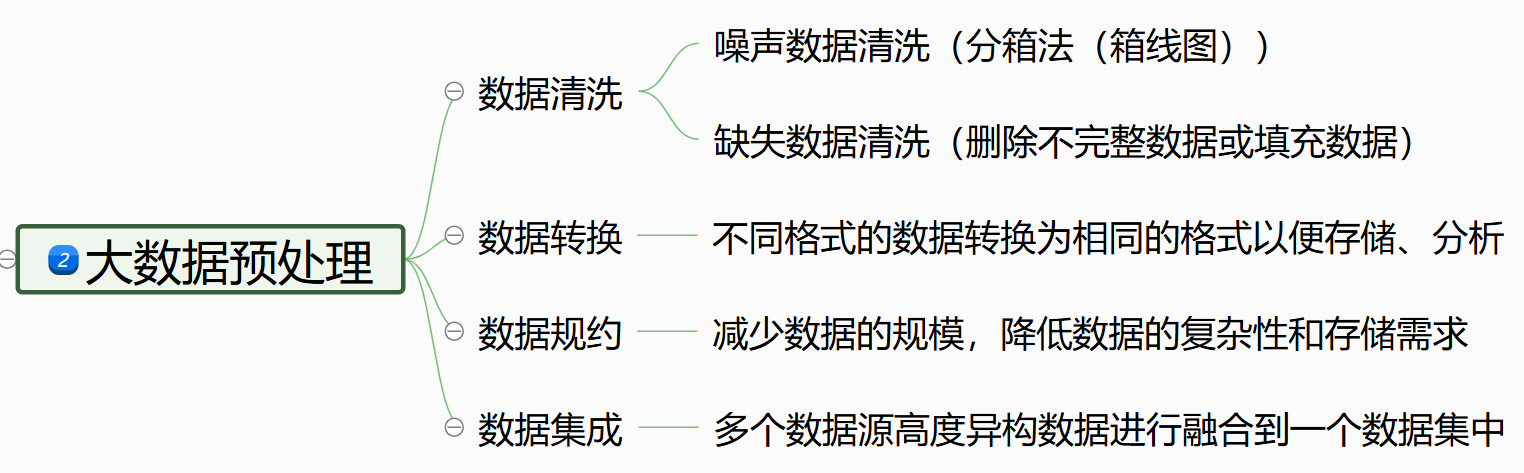 2 大数据预处理
数据清洗
噪声数据清洗（分箱法（箱线图））
缺失数据清洗（删除不完整数据或填充数据）
数据转换
不同格式的数据转换为相同的格式以便存储、分析
数据规约
减少数据的规模，降低数据的复杂性和存储需求
数据集成
多个数据源高度异构数据进行融合到一个数据集中